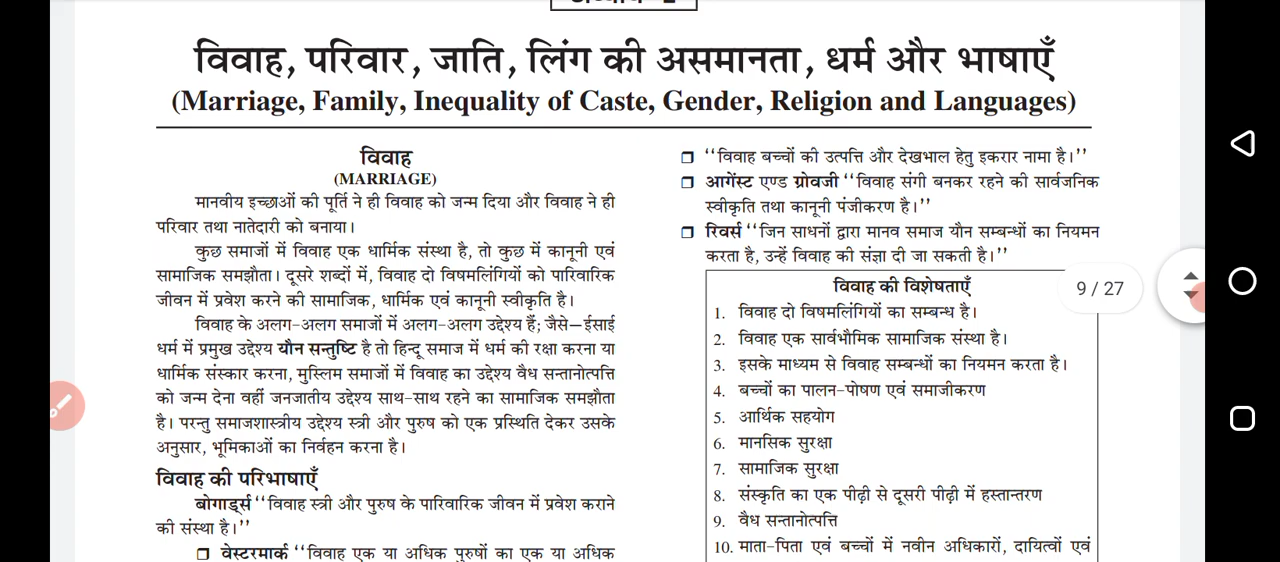 विवाह, परिवार, जाति, लिंग की असमानता, धर्म और भाषाएँ
(Marriage, Family, Inequality of Caste, Gender, Religion and Languages)
विवाह
(MARRIAGE)
मानवीय इच्छाओं की पूर्ति ने ही विवाह को जन्म दिया और विवाह ने ही
परिवार तथा नातेदारी को बनाया।
कुछ समाजों में विवाह एक धार्मिक संस्था है, तो कुछ में कानूनी एवं
सामाजिक समझौता। दूसरे शब्दों में, विवाह दो विषमलिंगियों को पारिवारिक
जीवन में प्रवेश करने की सामाजिक, धार्मिक एवं कानूनी स्वीकृति है।
विवाह के अलग-अलग समाजों में अलग-अलग उद्देश्य हैं; जैसे—ईसाई
धर्म में प्रमुख उद्देश्य यौन सन्तुष्टि है तो हिन्दू समाज में धर्म की रक्षा करना या
धार्मिक संस्कार करना, मुस्लिम समाजों में विवाह का उद्देश्य वैध सन्तानोत्पत्ति
को जन्म देना वहीं जनजातीय उद्देश्य साथ-साथ रहने का सामाजिक समझौता
है। परन्तु समाजशास्त्रीय उद्देश्य स्त्री और पुरुष को एक प्रस्थिति देकर उसके
अनुसार, भूमिकाओं का निर्वहन करना है।
विवाह की परिभाषाएँ
बोगार्ड्स ‘‘विवाह स्त्री और पुरुष के पारिवारिक जीवन में प्रवेश कराने
की संस्था है।’’
❒ वेस्टरमार्क ‘‘विवाह एक या अधिक पुरुषों का एक या अधिक
❒ ‘‘विवाह बच्चों की उत्पत्ति और देखभाल हेतु इकरार नामा है।’’
❒ आगेंस्ट एण्ड ग्रोवजी ‘‘विवाह संगी बनकर रहने की सार्वजनिक
स्वीकृति तथा कानूनी पंजीकरण है।’’
❒ रिवर्स ‘‘जिन साधनों द्वारा मानव समाज यौन सम्बन्धों का नियमन
करता है, उन्हें विवाह की संज्ञा दी जा सकती है।’’
विवाह की विशेषताएँ
1. विवाह दो विषमलिंगियों का सम्बन्ध है।
2. विवाह एक सार्वभौमिक सामाजिक संस्था है।
3. इसके माध्यम से विवाह सम्बन्धों का नियमन करता है।
4. बच्चों का पालन-पोषण एवं समाजीकरण
5. आर्थिक सहयोग
6. मानसिक सुरक्षा
7. सामाजिक सुरक्षा
8. संस्कृति का एक पीढ़ी से दूसरी पीढ़ी में हस्तान्तरण
9. वैध सन्तानोत्पत्ति
10. माता-पिता एवं बच्चों में नवीन अधिकारों, दायित्वों एवं
9 / 27